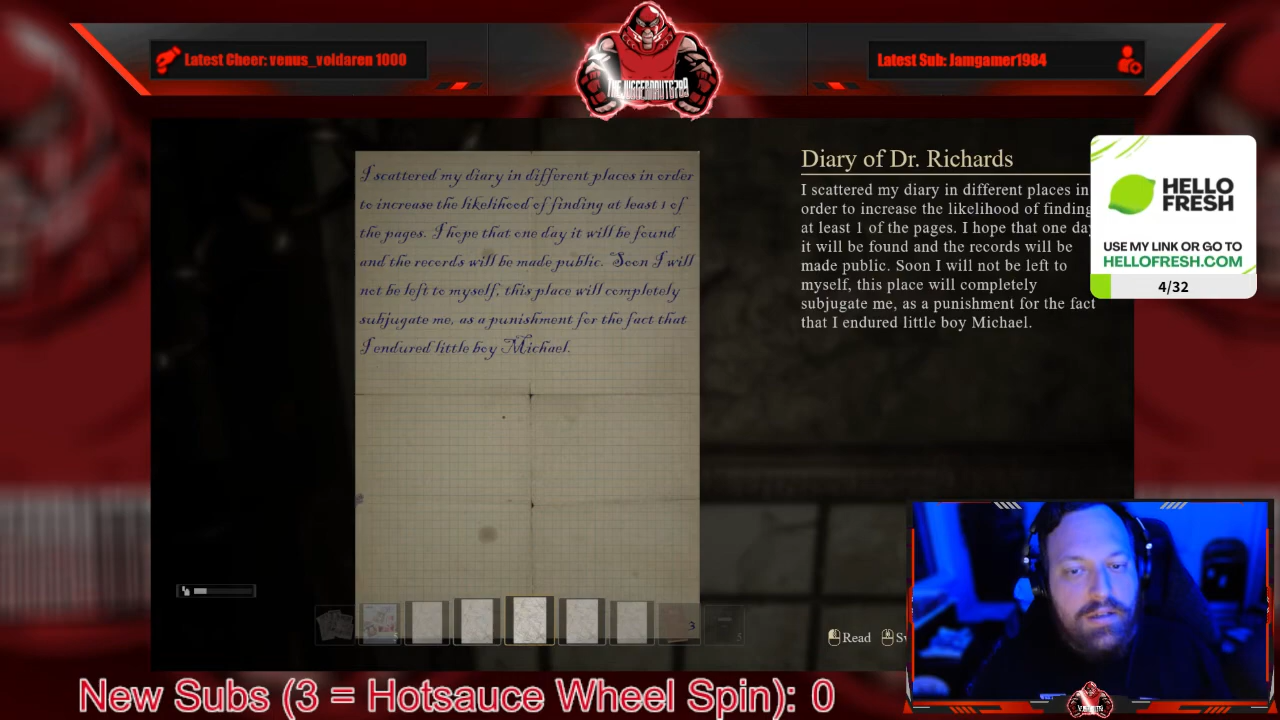 Latest Cheer: venus_voldaren 1000
THEJUGGERNAUT6789
Latest Sub: Jamgamer1984
I scattered my diary in different places in order
to increase the likelihood of finding at least 1 of
the pages. I hope that one day it will be found
and the records will be made public. Soon I will
not be left to myself, this place will completely
subjugate me, as a punishment for the fact that
I endured little boy Michael.
3
5
Diary of Dr. Richards
I scattered my diary in different places in
order to increase the likelihood of finding
at least 1 of the pages. I hope that one day
it will be found and the records will be
made public. Soon I will not be left to
myself, this place will completely
subjugate me, as a punishment for the fact
that I endured little boy Michael.
HELLO
FRESH
USE MY LINK OR GO TO
HELLOFRESH.COM
4/32
Read
New Subs (3 = Hotsauce Wheel Spin): 0